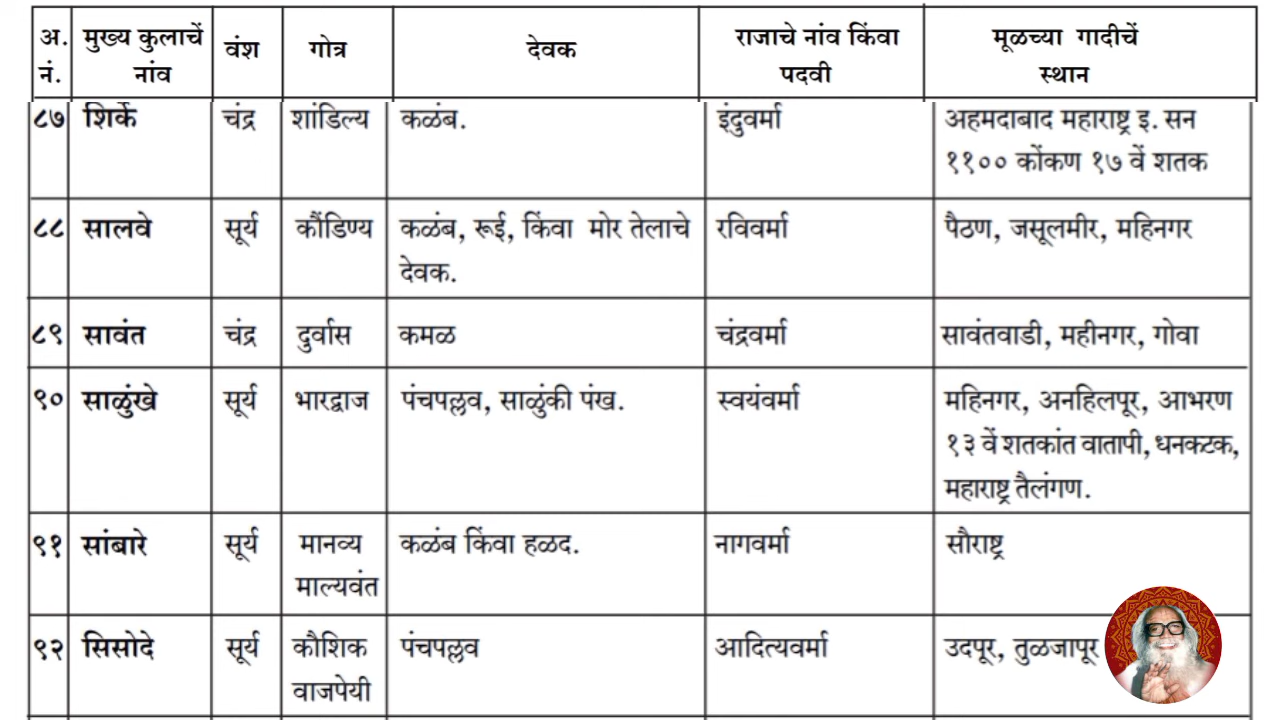 अ. नं. मुख्य कुलाचें नांव वंश गोत्र देवक राजाचे नांव किंवा पदवी मूळच्या गादीचें स्थान
८७ शिर्के चंद्र शांडिल्य कळंब. इंदुवर्मा अहमदाबाद महाराष्ट्र इ. सन
११०० कोंकण १७ वें शतक
८८ सालवे सूर्य कौंडिण्य कळंब, रूई, किंवा मोर तेलाचे रविवर्मा पैठण, जसूलमीर, महिनगर
देवक.
८९ सावंत चंद्र दुर्वास कमळ चंद्रवर्मा सावंतवाडी, महीनगर, गोवा
९० साळुंखे सूर्य भारद्वाज पंचपल्लव, साळुंकी पंख. स्वयंवर्मा महिनगर, अनहिलपूर, आभरण
१३ वें शतकांत वातापी, धनकटक,
महाराष्ट्र तैलंगण.
९१ सांबारे सूर्य मानव्य कळंब किंवा हळद. नागवर्मा सौराष्ट्र
माल्यवंत
९२ सिसोदे सूर्य कौशिक पंचपल्लव आदित्यवर्मा उदपूर, तुळजापूर
वाजपेयी